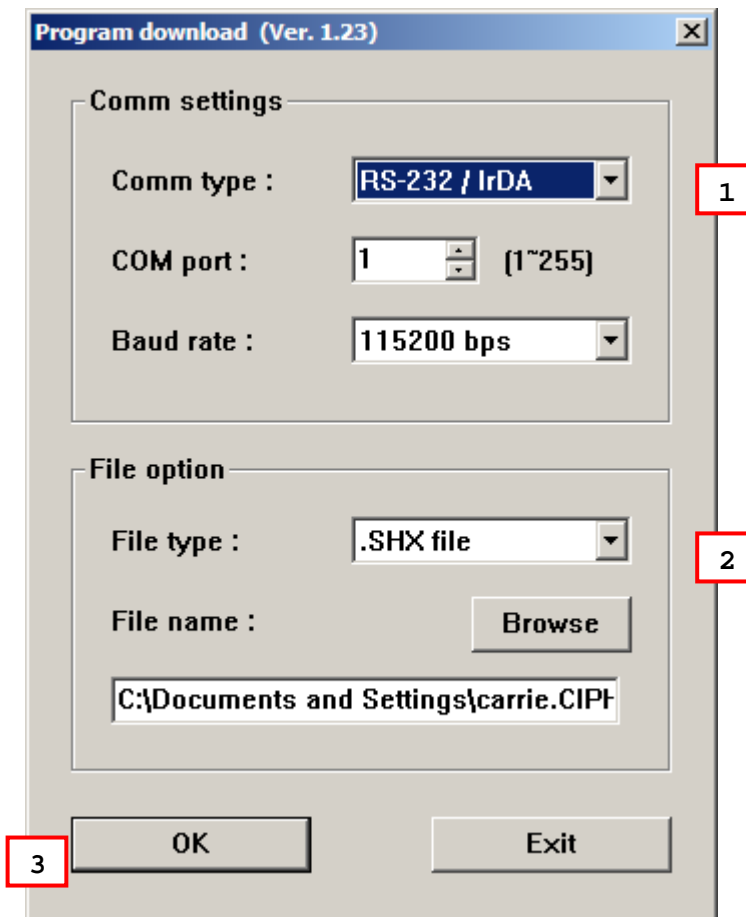 Program download (Ver. 1.23)
Comm settings
Comm type : RS-232 / IrDA
1
COM port : 1 (1~255)
Baud rate : 115200 bps
File option
File type : .SHX file
2
File name : Browse
C:\Documents and Settings\carrie.CIPH
3 OK Exit